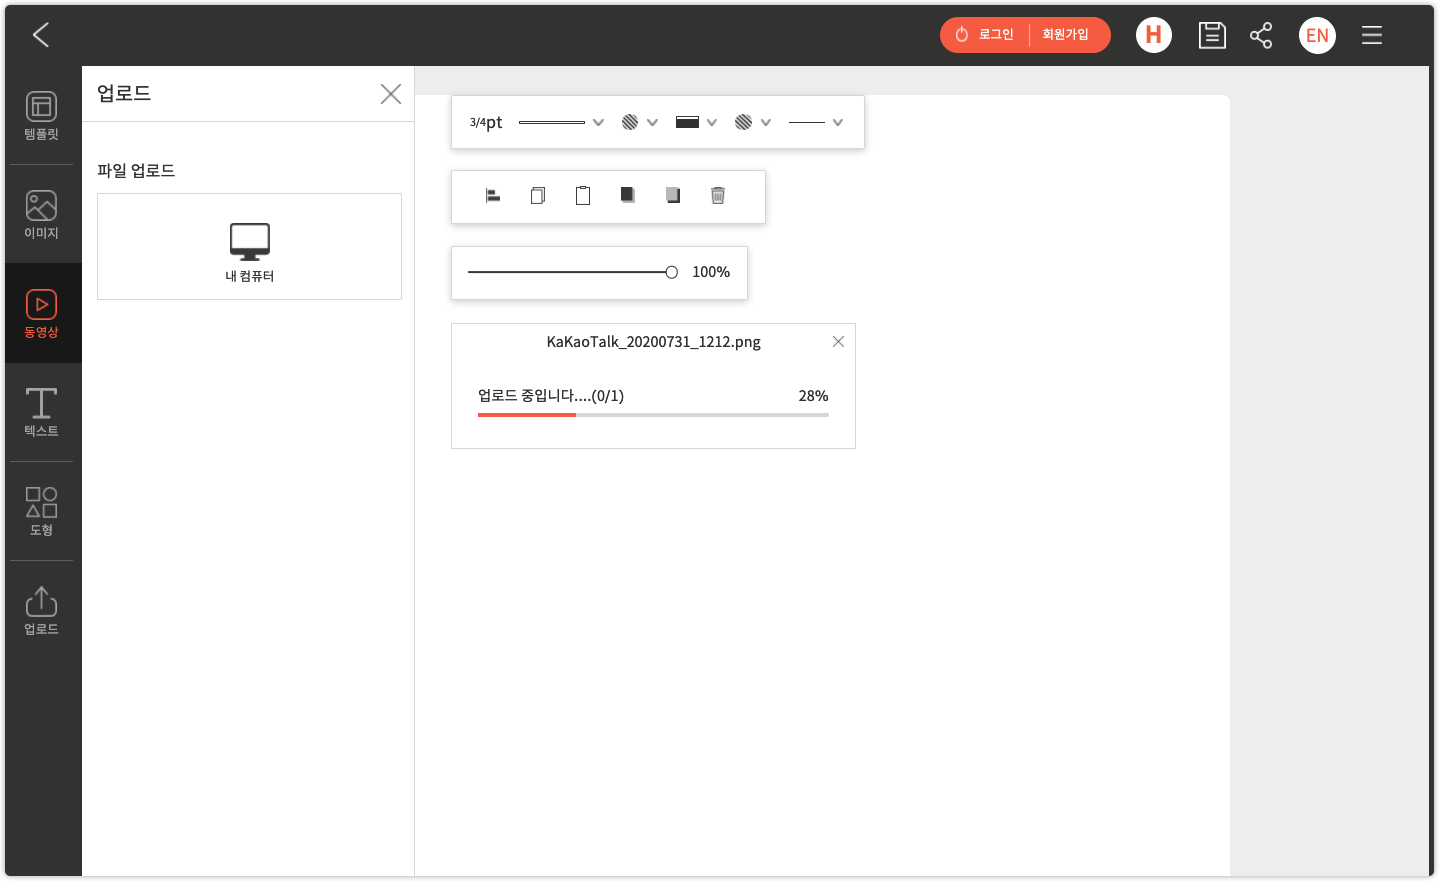 로그인 회원가입 H EN
템플릿
이미지
동영상
텍스트
도형
업로드
업로드
파일 업로드
내 컴퓨터
3/4pt
100%
KaKaoTalk_20200731_1212.png
업로드 중입니다....(0/1) 28%